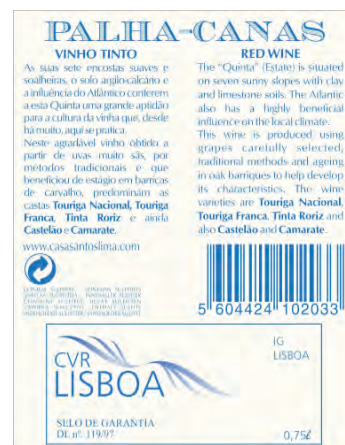 PALHA-CANAS
VINHO TINTO
As suas sete encostas suaves e
soalheiras, o solo argilo-calcário e
a influência do Atlântico conferem
a esta Quinta uma grande aptidão
para a cultura da vinha que, desde
há muito, aqui se pratica.
Neste agradável vinho obtido a
partir de uvas muito sãs, por
métodos tradicionais e que
beneficiou de estágio em barricas
de carvalho, predominam as
castas Touriga Nacional, Touriga
Franca, Tinta Roriz e ainda
Castelão e Camarate.
www.casasantoslima.com
RED WINE
The "Quinta" (Estate) is situated
on seven sunny slopes with clay
and limestone soils. The Atlantic
also has a highly beneficial
influence on the local climate.
This wine is produced using
grapes carefully selected,
traditional methods and ageing
in oak barriques to help develop
its characteristics. The wine
varieties are Touriga Nacional,
Touriga Franca, Tinta Roriz and
also Castelão and Camarate.
5 604424 102033
CVR
LISBOA
IG
LISBOA
SELO DE GARANTIA
DL nº. 119/97
0,75ℓ